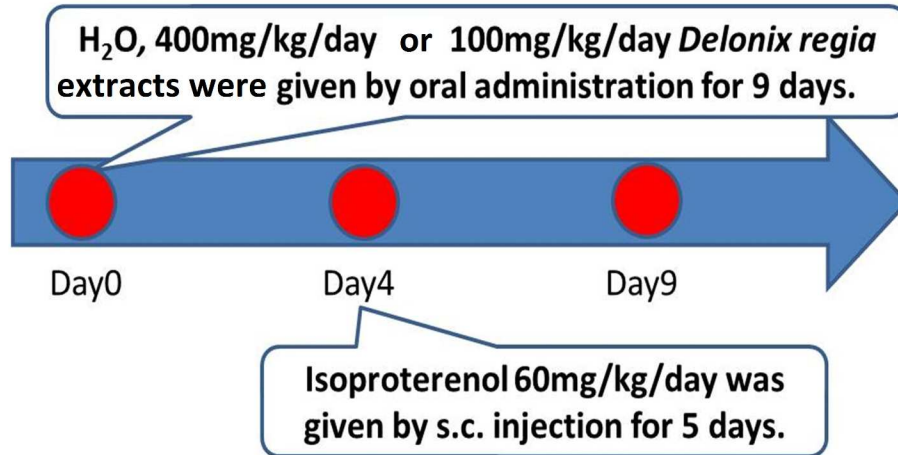 H₂O, 400mg/kg/day or 100mg/kg/day Delonix regia
extracts were given by oral administration for 9 days.
Day0 Day4 Day9
Isoproterenol 60mg/kg/day was
given by s.c. injection for 5 days.